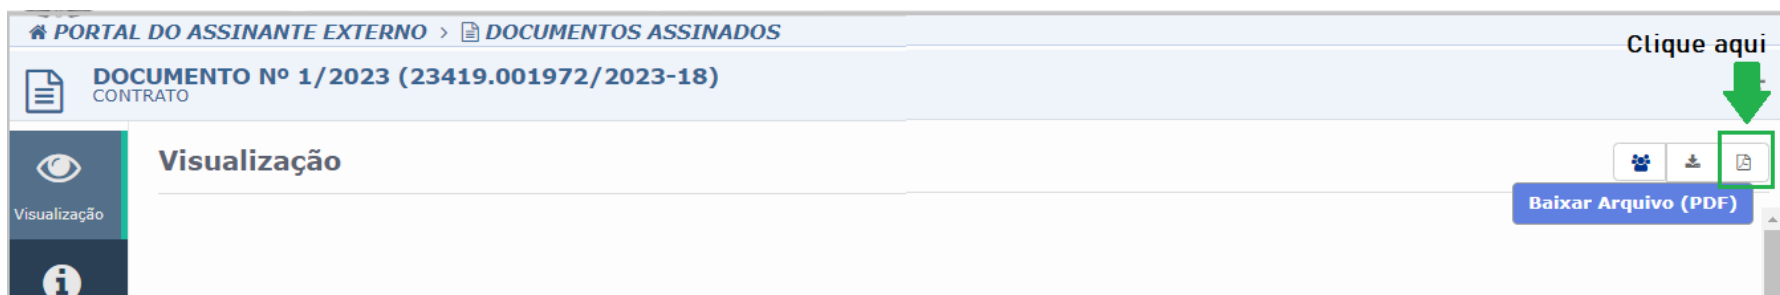 PORTAL DO ASSINANTE EXTERNO > DOCUMENTOS ASSINADOS
Clique aqui
DOCUMENTO Nº 1/2023 (23419.001972/2023-18)
CONTRATO
Visualização
Visualização
Baixar Arquivo (PDF)